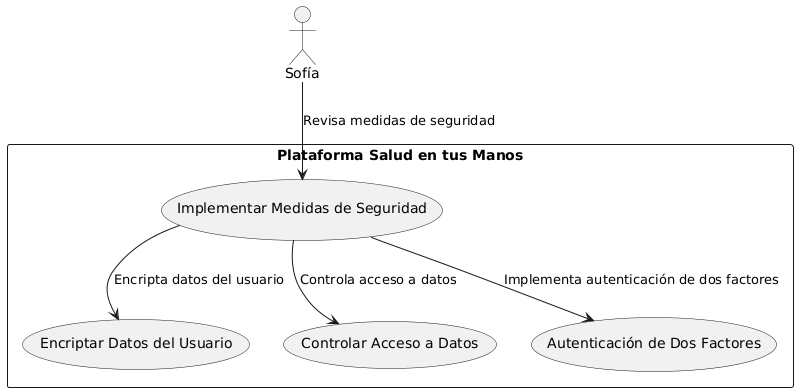 Sofía
Revisa medidas de seguridad
Plataforma Salud en tus Manos
Implementar Medidas de Seguridad
Encripta datos del usuario
Controla acceso a datos
Implementa autenticación de dos factores
Encriptar Datos del Usuario
Controlar Acceso a Datos
Autenticación de Dos Factores